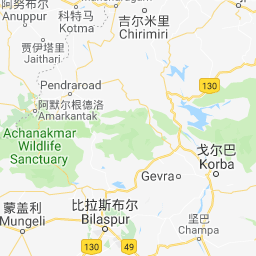 阿努布尔
Anuppur
科特马
Kotma
吉尔米里
Chirimiri
贾伊塔里
Jaithari
130
Pendraroad
阿默尔根德洛
Amarkantak
Achanakmar
Wildlife
Sanctuary
戈尔巴
Korba
Gevra
蒙盖利
Mungeli
比拉斯布尔
Bilaspur
坚巴
Champa
130
49